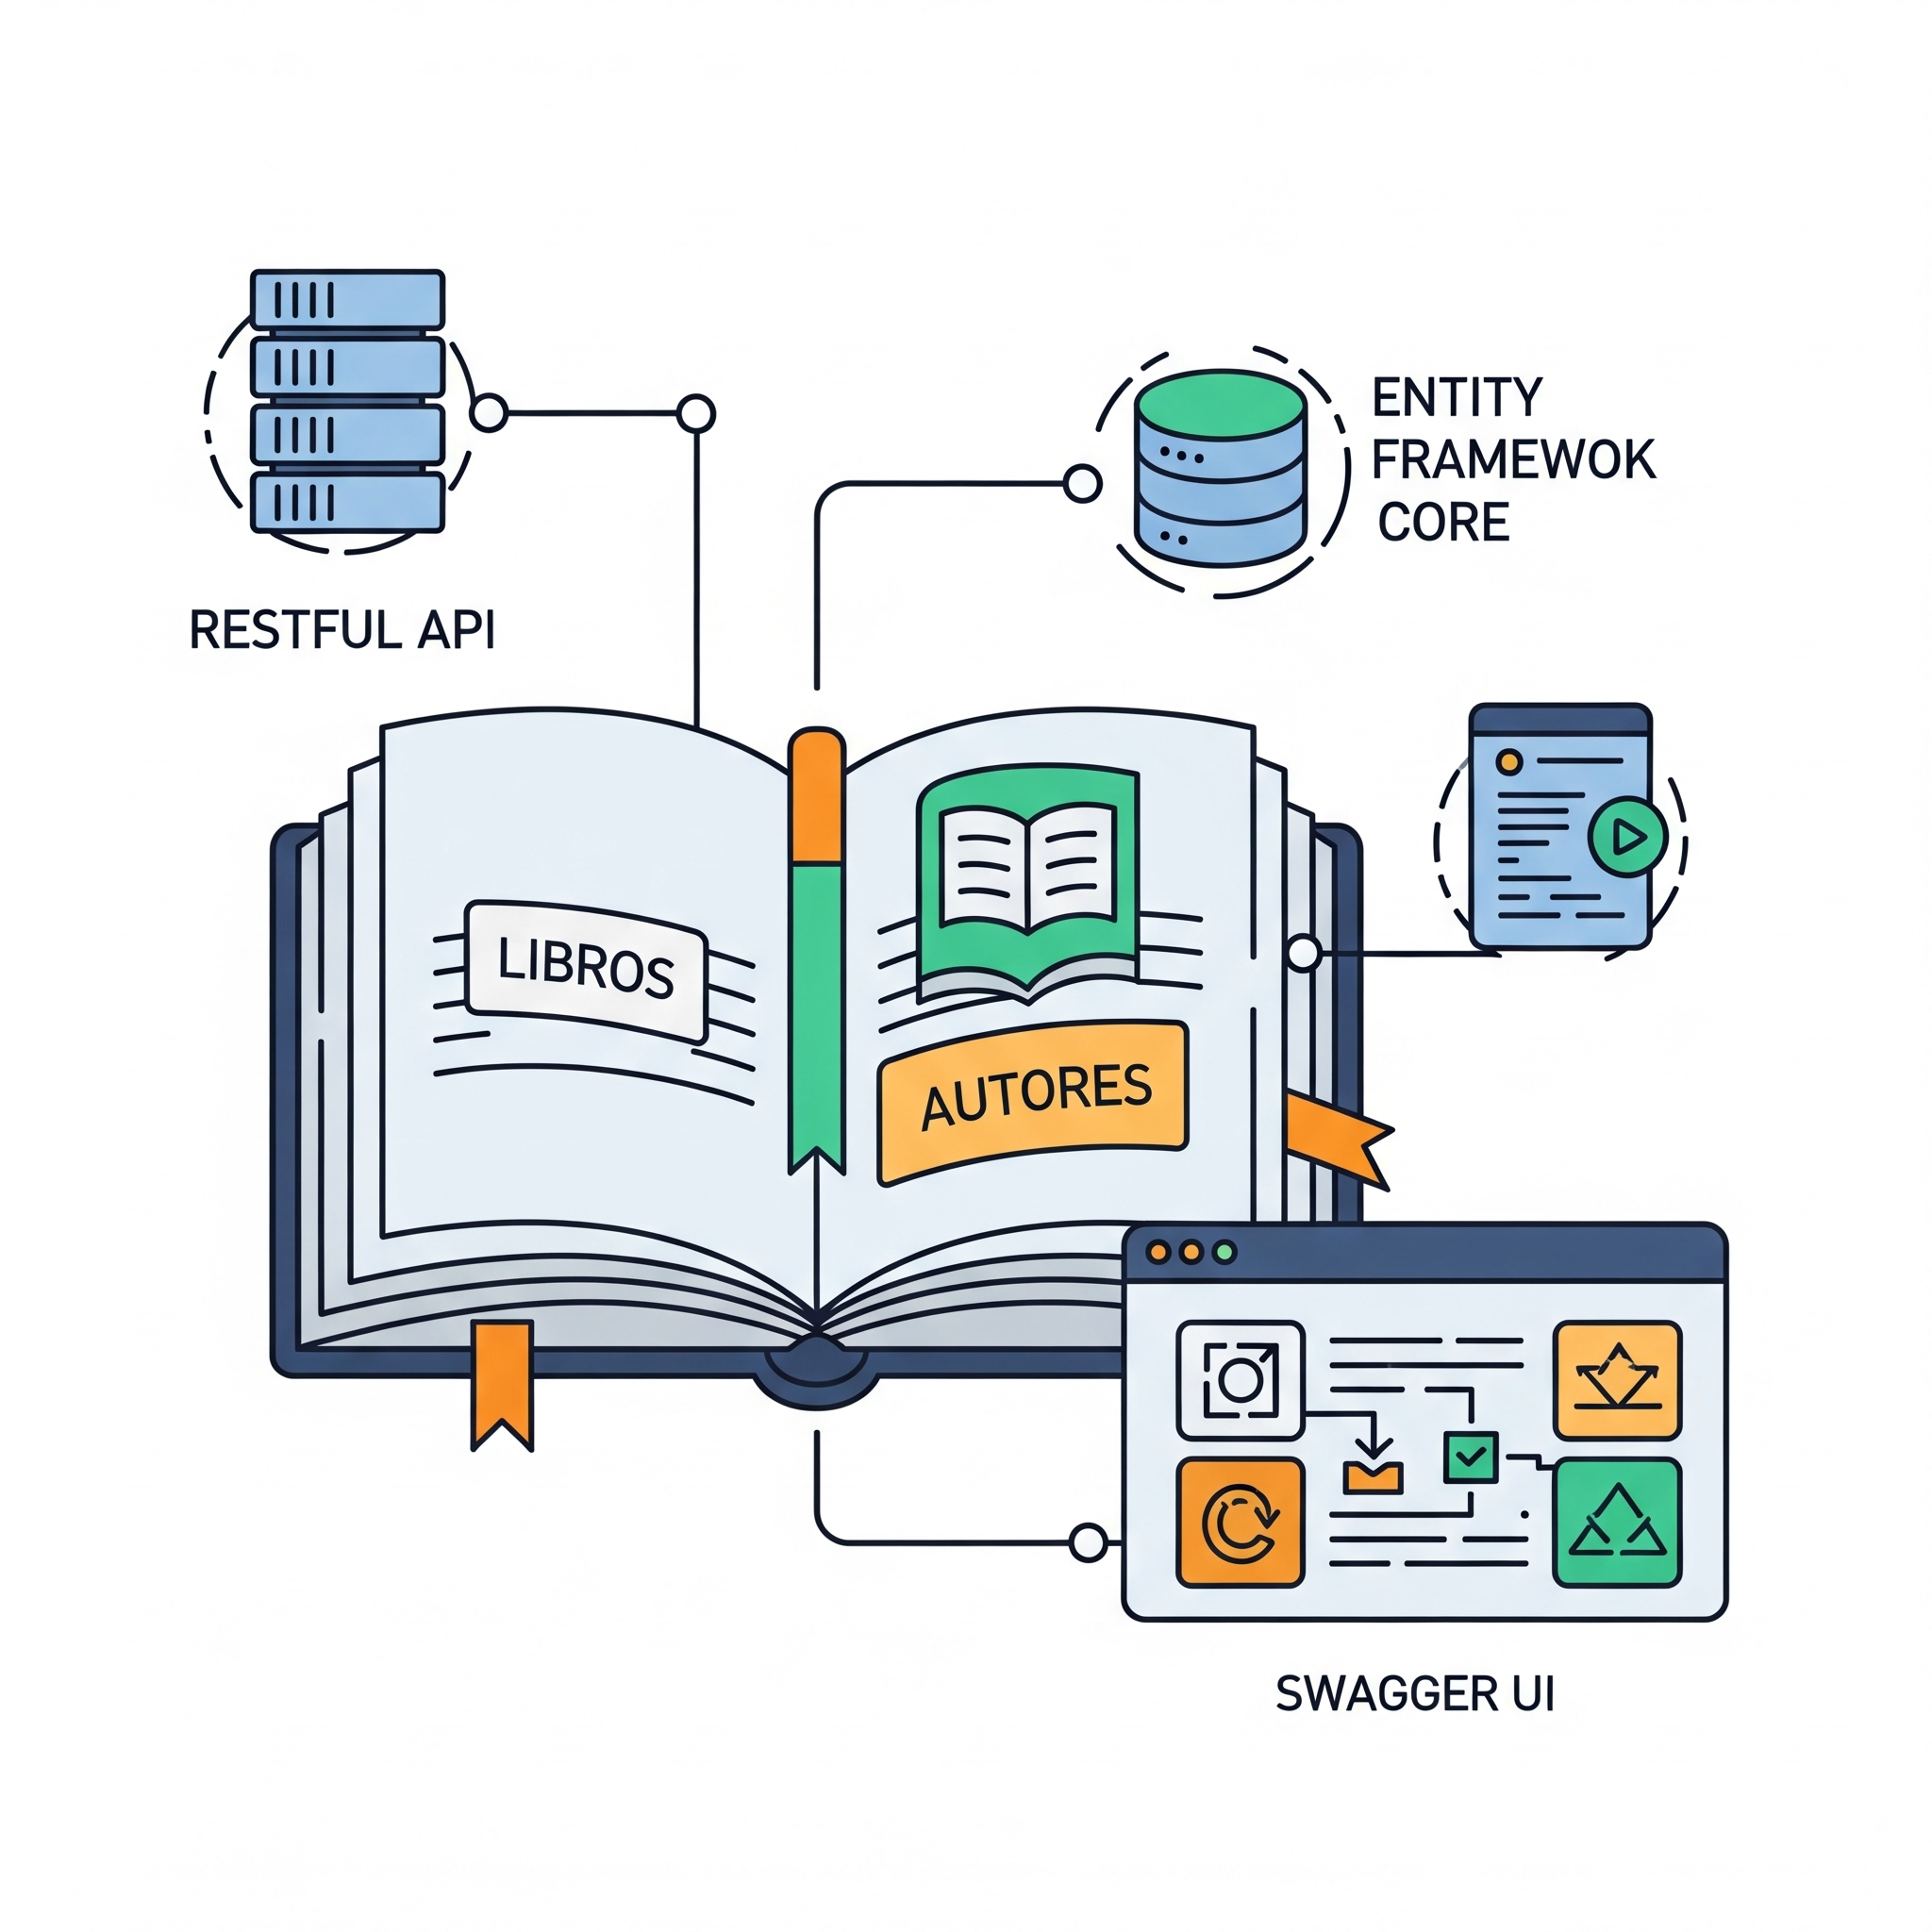 ENTITY
FRAMEWOK
CORE
RESTFUL API
LIBROS
AUTORES
SWAGGER UI